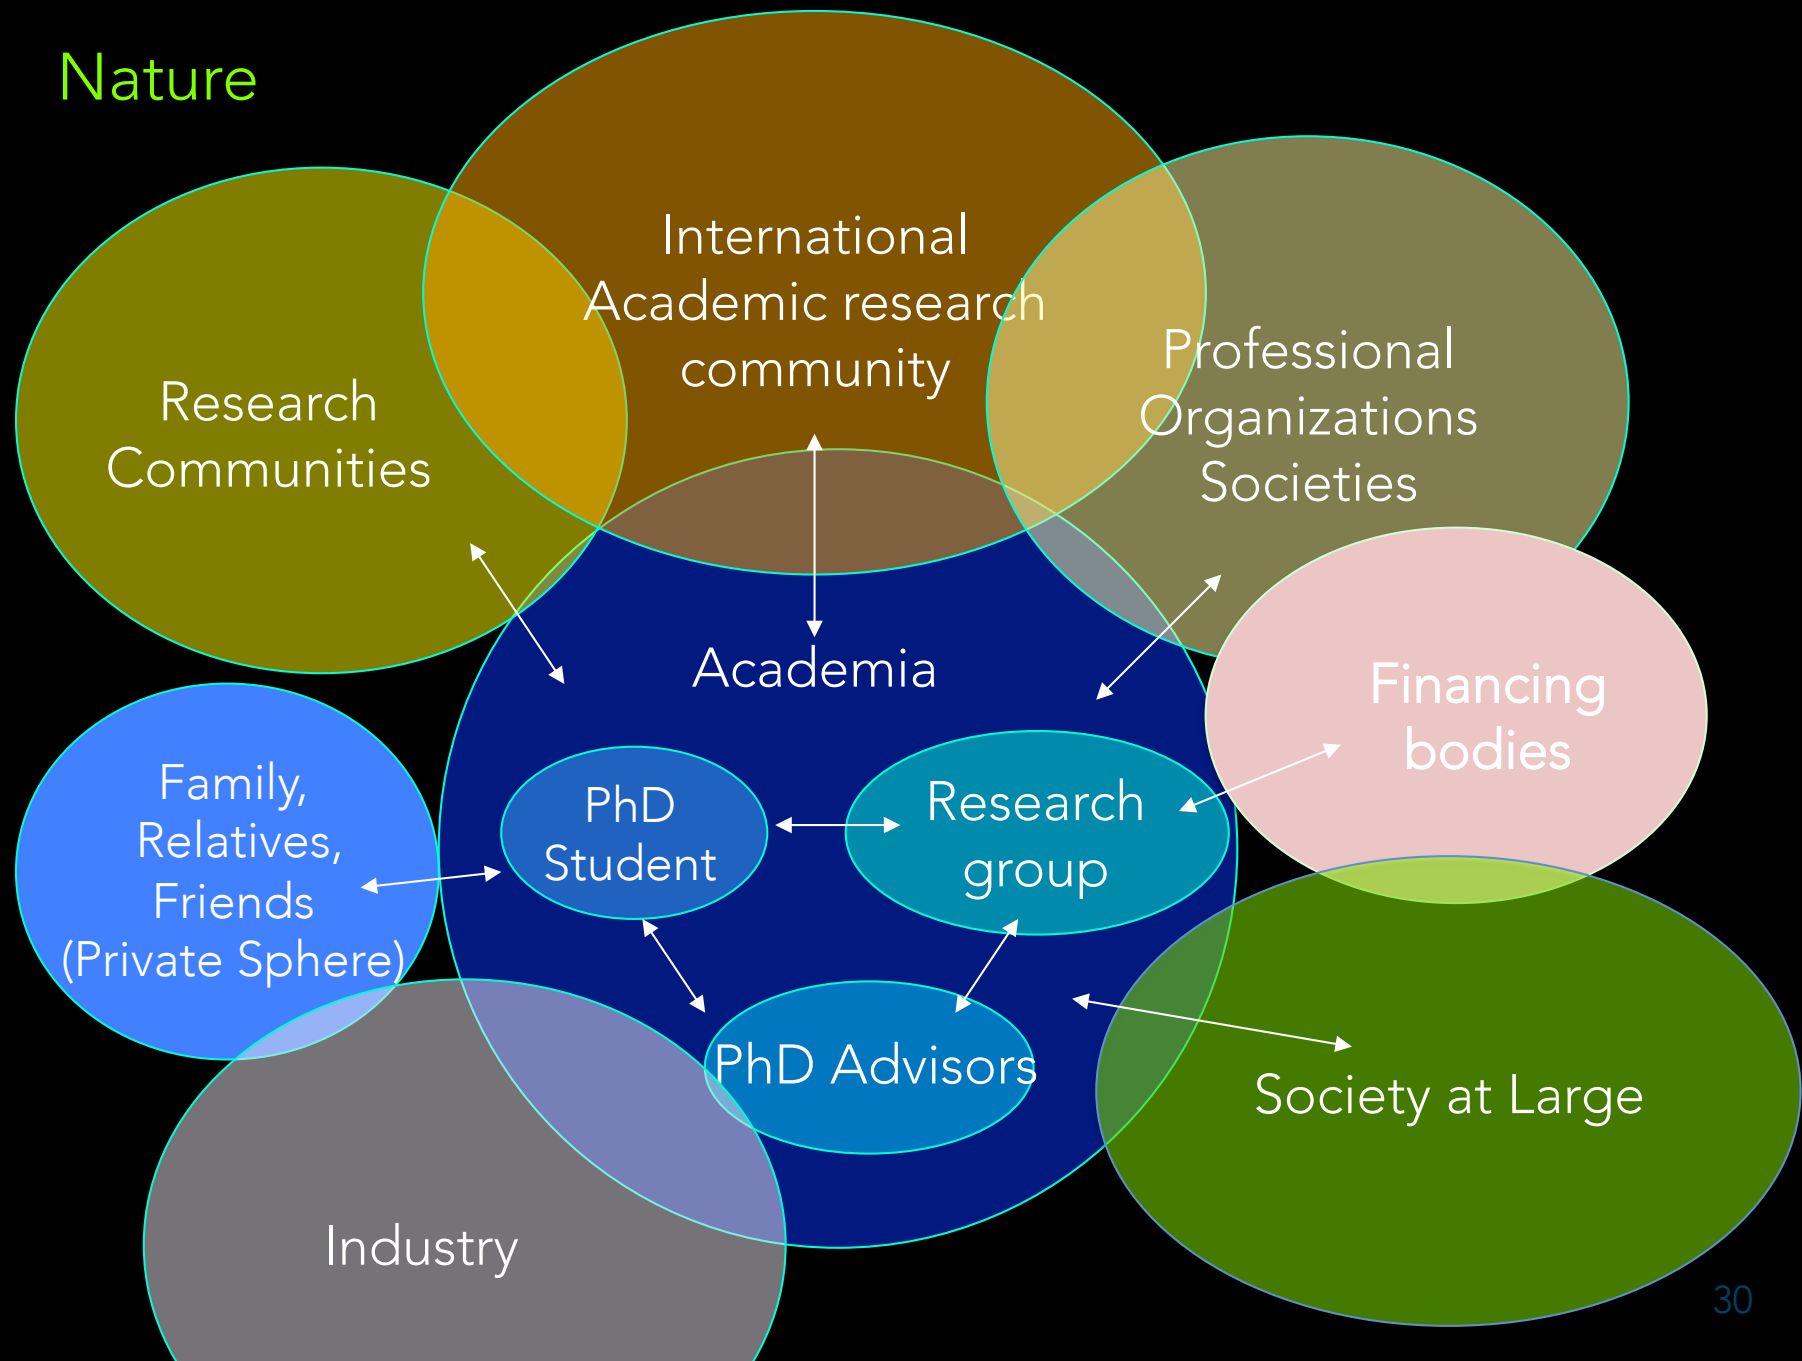 Nature
International
Academic research
community
Professional
Organizations
Societies
Research
Communities
Academia
Financing
bodies
Family,
Relatives,
Friends
(Private Sphere)
PhD
Student
Research
group
PhD Advisors
Society at Large
Industry
30